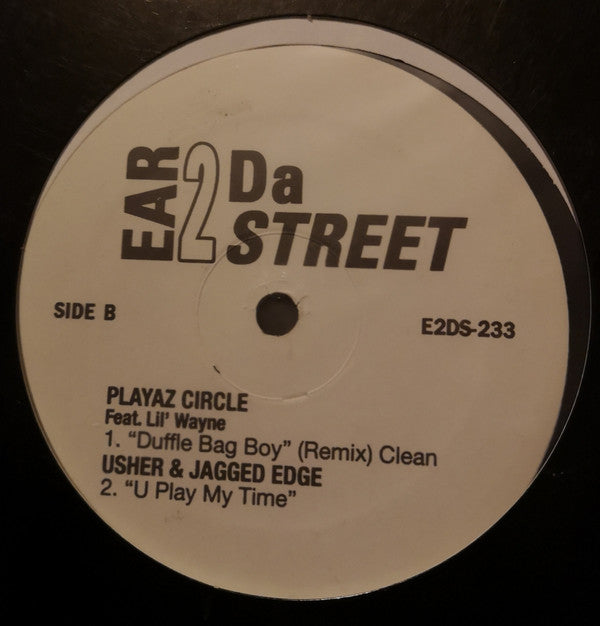 EAR 2 Da
STREET
SIDE B
E2DS-233
PLAYAZ CIRCLE
Feat. Lil' Wayne
1. “Duffle Bag Boy” (Remix) Clean
USHER & JAGGED EDGE
2. “U Play My Time”